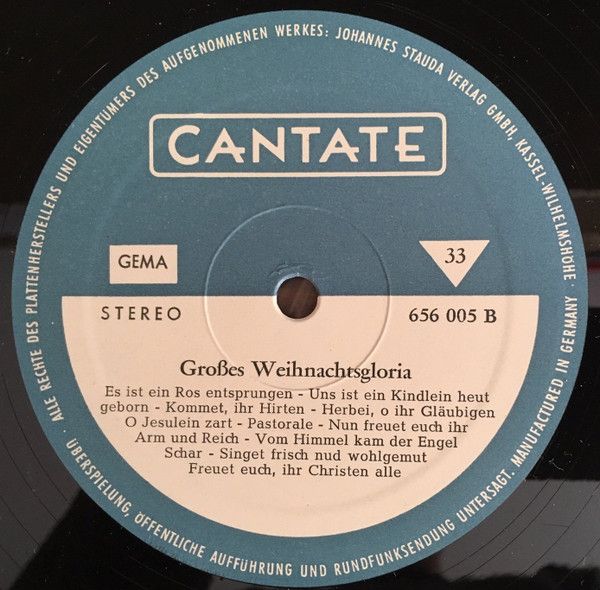 ALLE RECHTE DES PLATTENHERSTELLERS UND EIGENTÜMERS DES AUFGENOMMENEN WERKES: JOHANNES STAUDA VERLAG GMBH, KASSEL-WILHELMSHÖHE · MANUFACTURED IN GERMANY ·
CANTATE
GEMA
33
STEREO
656 005 B
Großes Weihnachtsgloria
Es ist ein Ros entsprungen - Uns ist ein Kindlein heut
geborn - Kommet, ihr Hirten - Herbei, o ihr Gläubigen
O Jesulein zart - Pastorale - Nun freuet euch ihr
Arm und Reich - Vom Himmel kam der Engel
Schar - Singet frisch nud wohlgemut
Freuet euch, ihr Christen alle
· ÜBERSPIELUNG, ÖFFENTLICHE AUFFÜHRUNG UND RUNDFUNKSENDUNG UNTERSAGT.